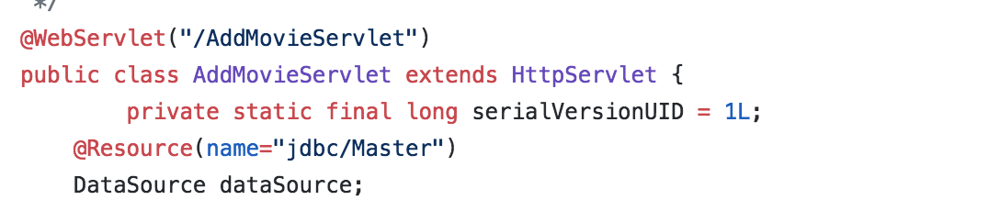 */
@WebServlet("/AddMovieServlet")
public class AddMovieServlet extends HttpServlet {
private static final long serialVersionUID = 1L;
@Resource(name="jdbc/Master")
DataSource dataSource;